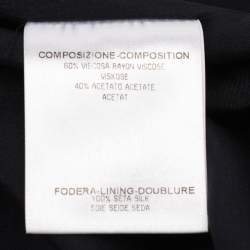 COMPOSIZIONE-COMPOSITION
60% VISCOSA RAYON VISCOSE
VISKOSE
40% ACETATO ACETATE
ACETAT
FODERA-LINING-DOUBLURE
100% SETA SILK
SOIE SEIDE SEDA